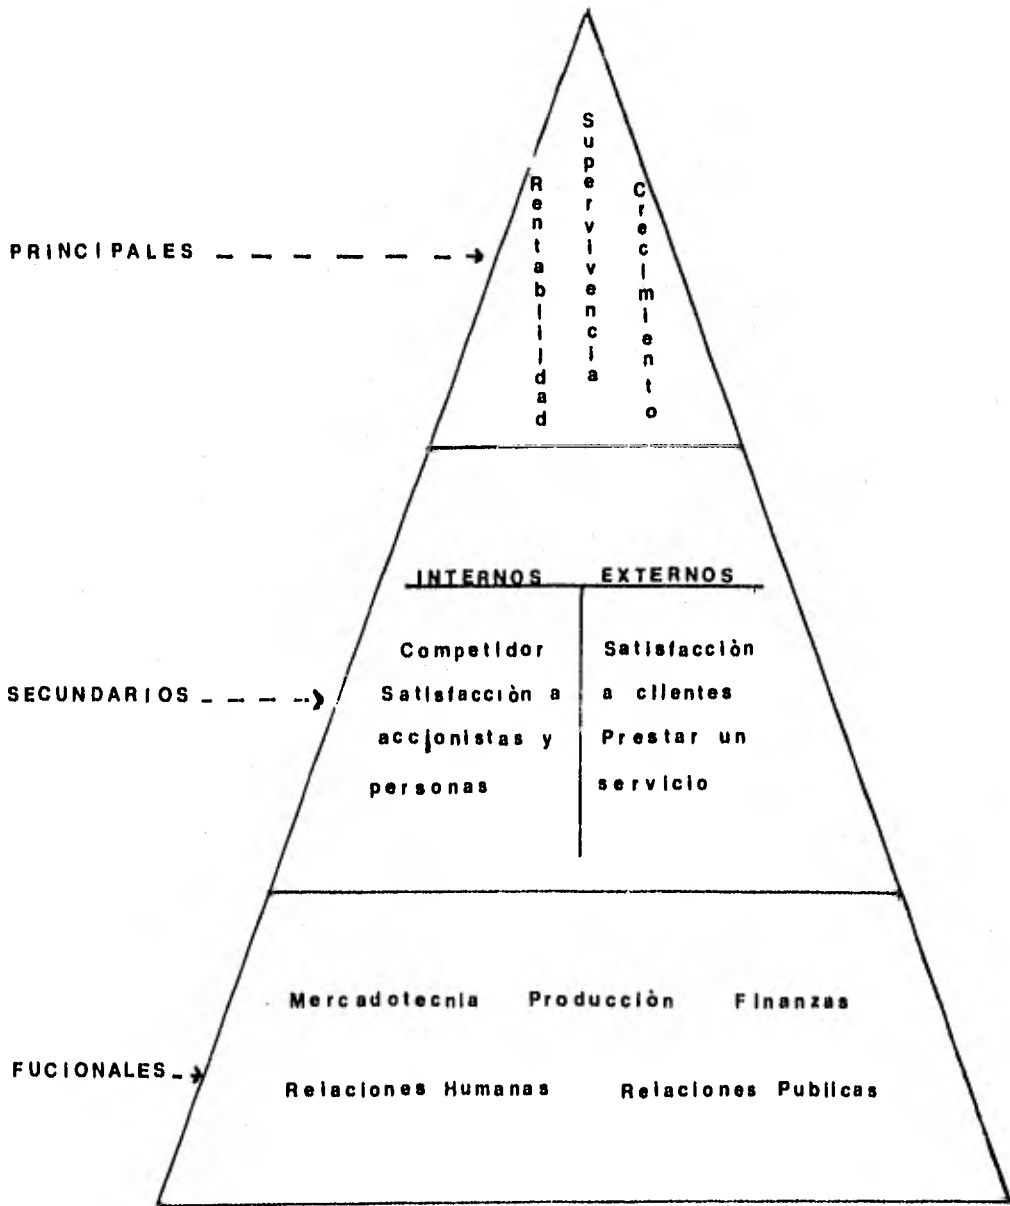 Rentabilidad
Supervivencia
Crecimiento
PRINCIPALES
INTERNOS EXTERNOS
Competidor Satisfacciòn
SECUNDARIOS Satisfacciòn a a clientes
accionistas y Prestar un
personas servicio
Mercadotecnia Producciòn Finanzas
FUCIONALES
Relaciones Humanas Relaciones Publicas